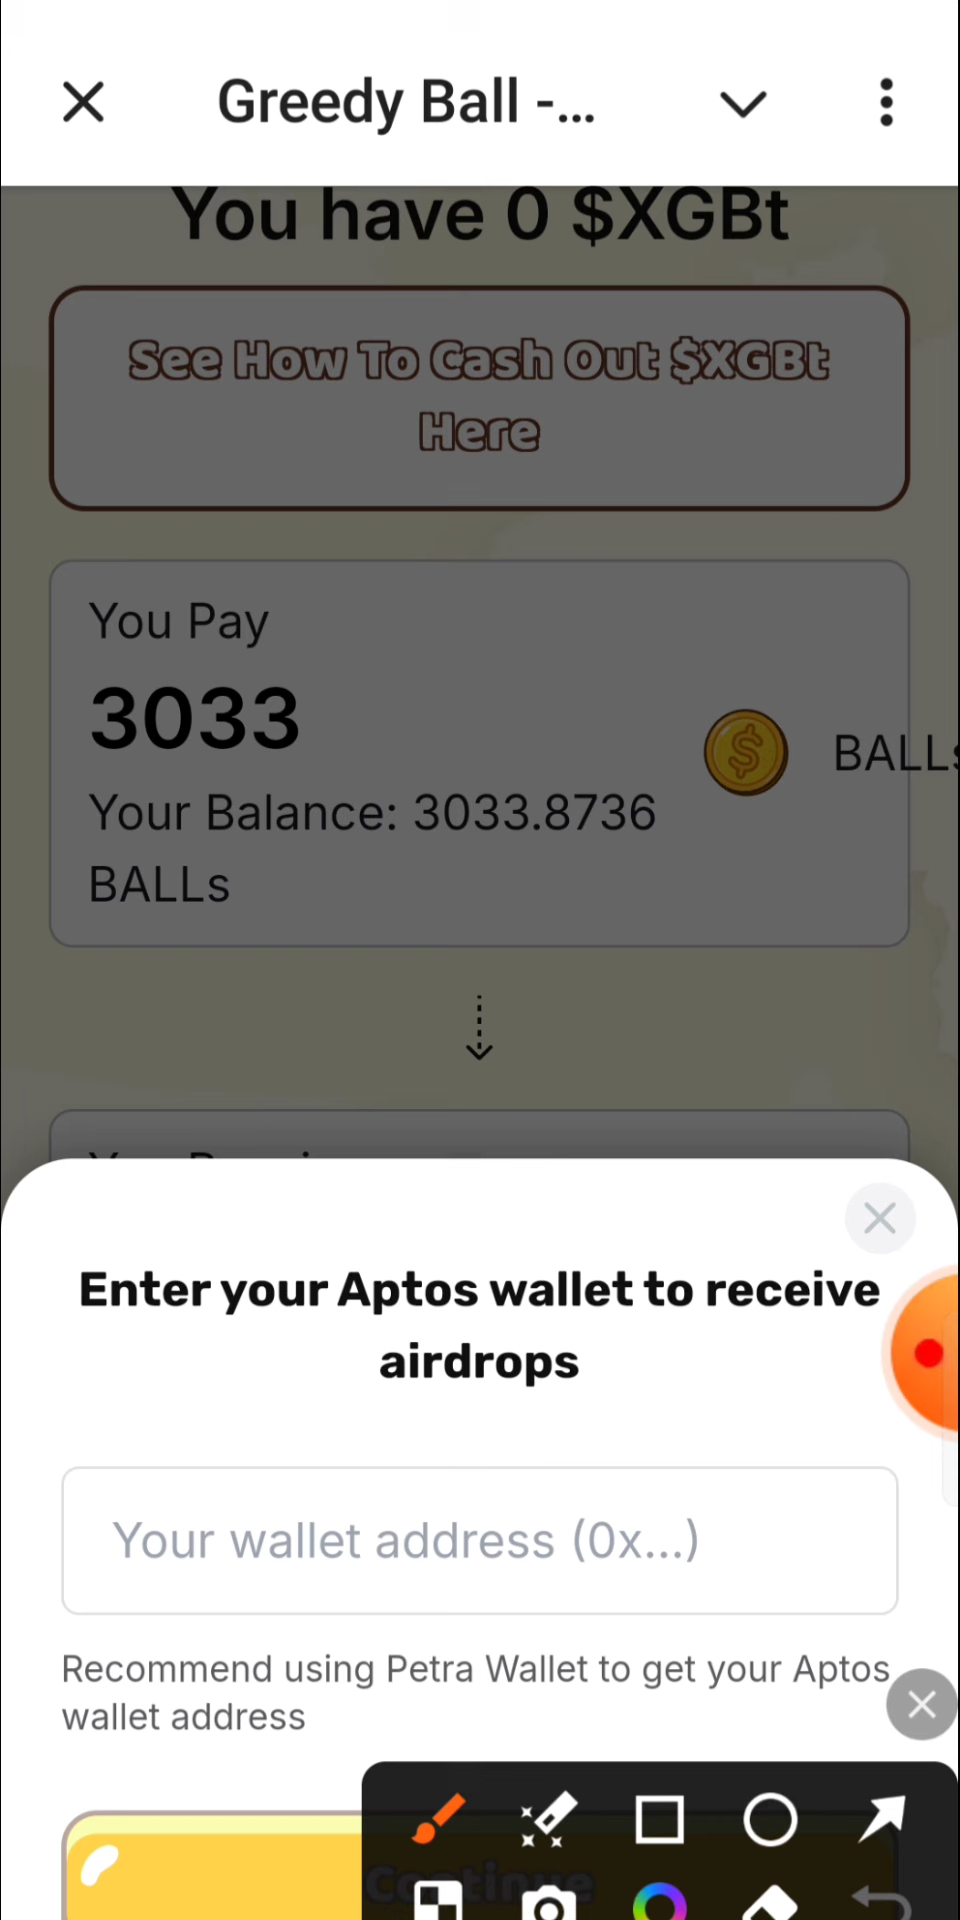 Greedy Ball -...
You have 0 $XGBt
See How To Cash Out $XGBt
Here
You Pay
3033
BALLs
Your Balance: 3033.8736
BALLs
Enter your Aptos wallet to receive
airdrops
Your wallet address (0x...)
Recommend using Petra Wallet to get your Aptos
wallet address
Continue